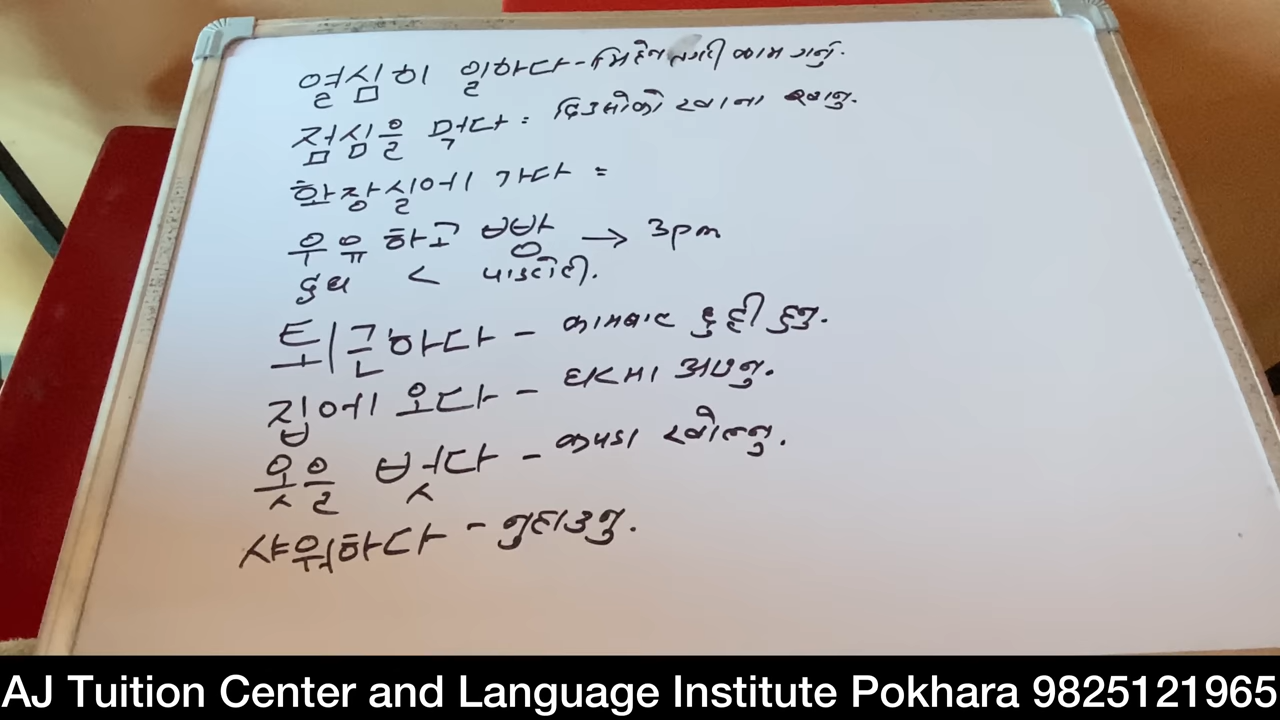 열심히 일하다 - मिहेनत गरी काम गर्नु.
점심을 먹다 = दिउसोको खाना खानु.
화장실에 가다 =
우유하고 빵 → 3pm
दुध < पाउरोटी.
퇴근하다 - कामबाट छुट्टी हुनु.
집에 오다 - घरमा आउनु.
옷을 벗다 - कपडा खोल्नु.
샤워하다 - नुहाउनु.
AJ Tuition Center and Language Institute Pokhara 9825121965